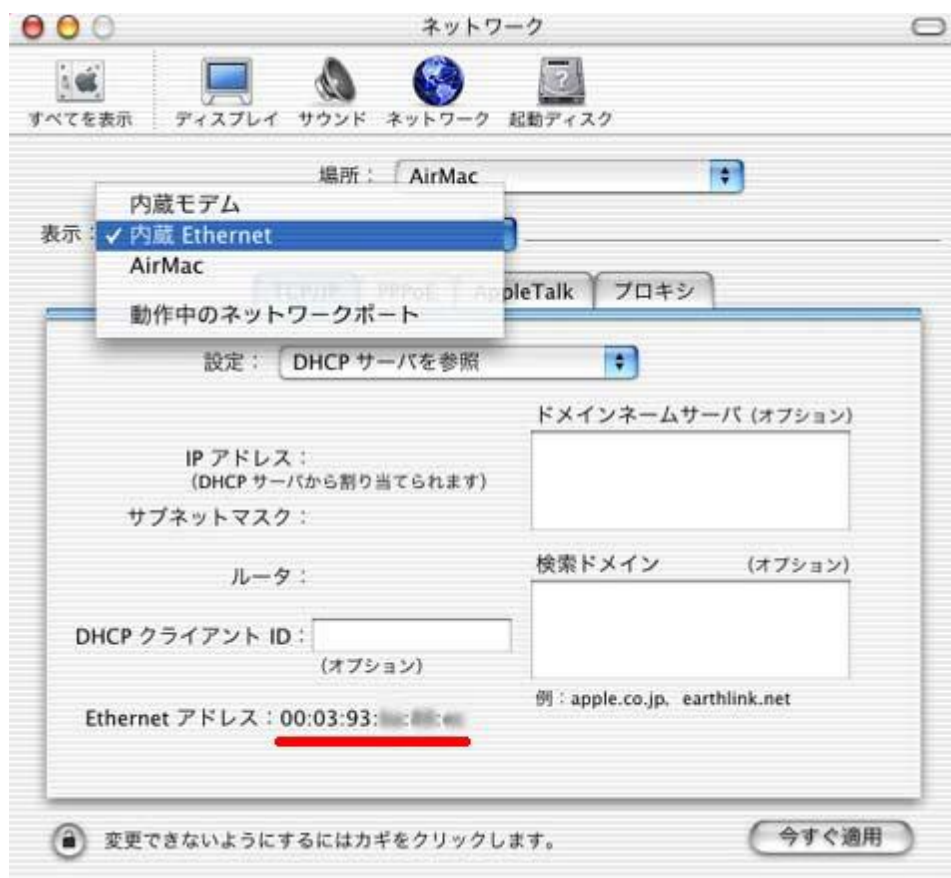 ネットワーク
すべてを表示 ディスプレイ サウンド ネットワーク 起動ディスク
場所： AirMac
表示：
内蔵モデム
✓ 内蔵 Ethernet
AirMac
動作中のネットワークポート
TCP/IP PPPoE AppleTalk プロキシ
設定： DHCP サーバを参照
ドメインネームサーバ (オプション)
IP アドレス：
(DHCP サーバから割り当てられます)
サブネットマスク：
ルータ：
検索ドメイン (オプション)
DHCP クライアント ID：
(オプション)
例：apple.co.jp、earthlink.net
Ethernet アドレス：00:03:93:
変更できないようにするにはカギをクリックします。
今すぐ適用